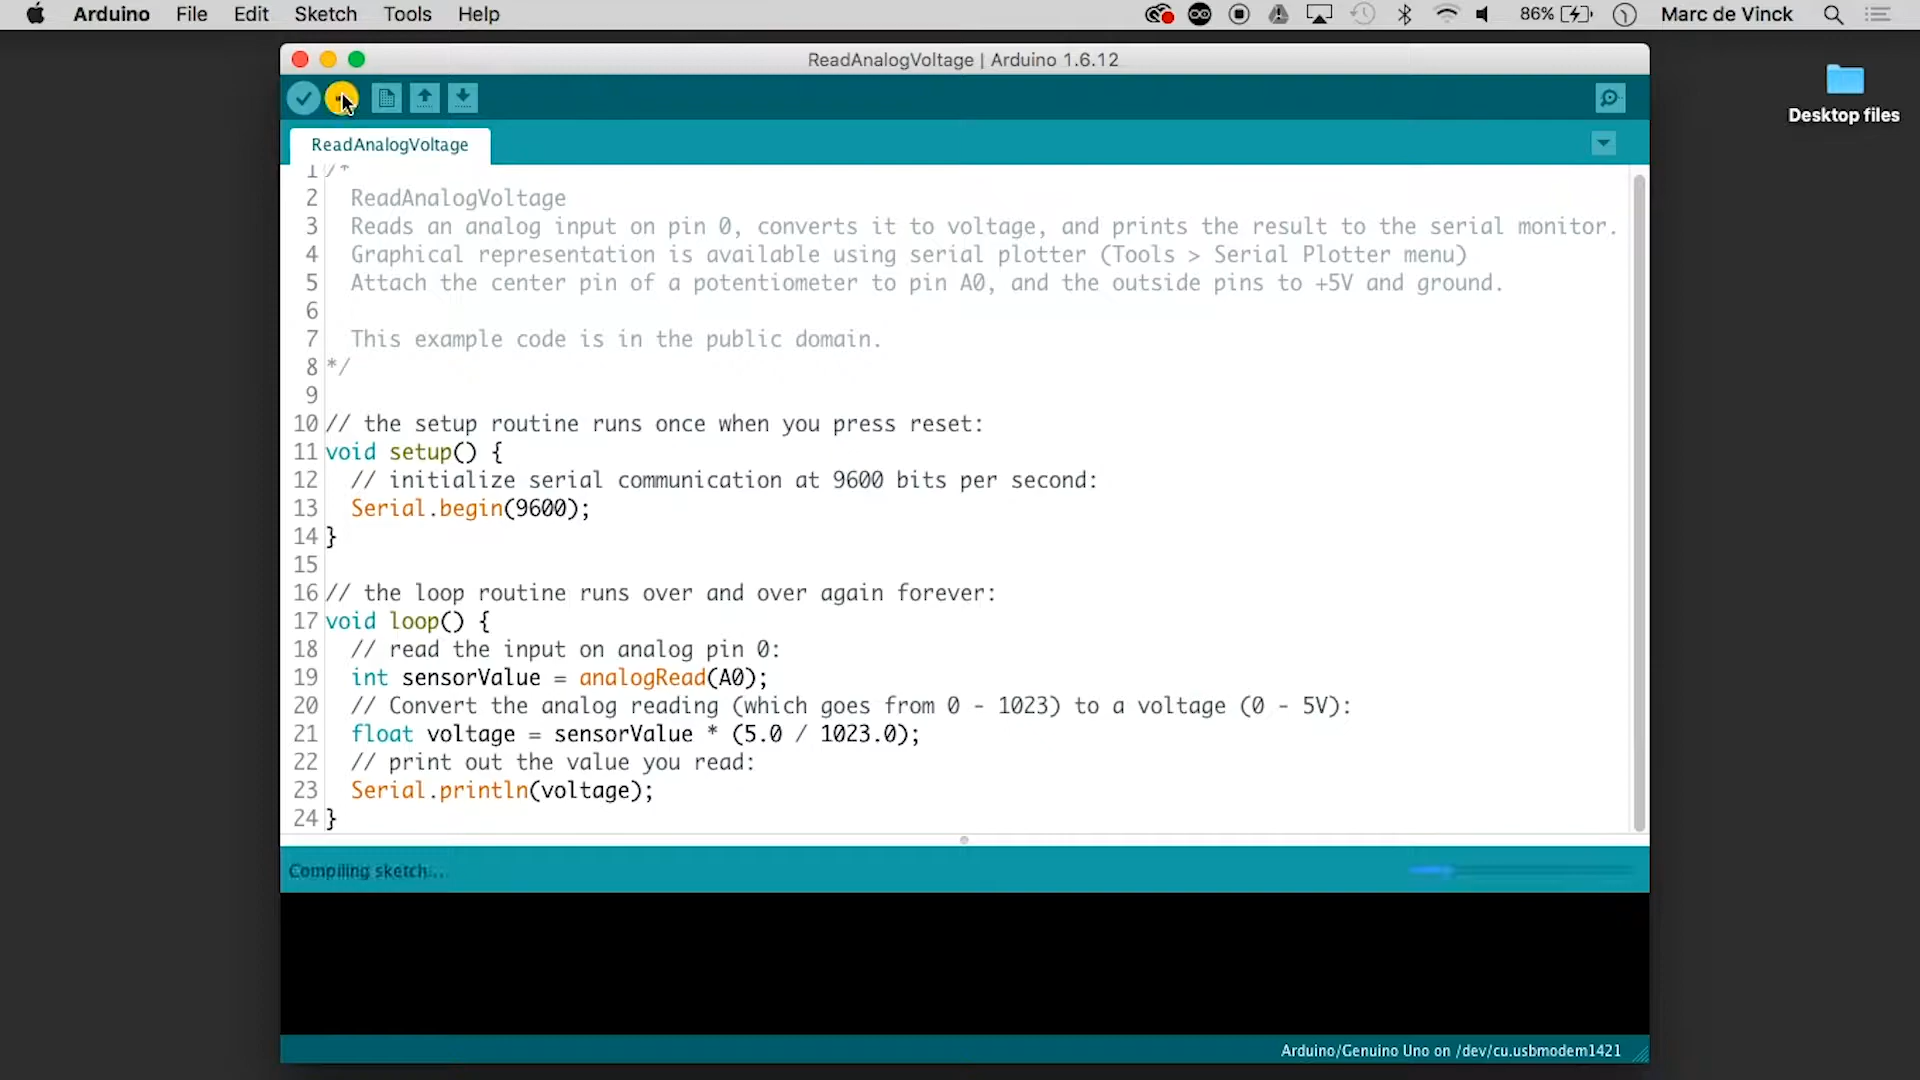 Arduino File Edit Sketch Tools Help 86% Marc de Vinck
ReadAnalogVoltage | Arduino 1.6.12
Desktop files
ReadAnalogVoltage
1 /*
2 ReadAnalogVoltage
3 Reads an analog input on pin 0, converts it to voltage, and prints the result to the serial monitor.
4 Graphical representation is available using serial plotter (Tools > Serial Plotter menu)
5 Attach the center pin of a potentiometer to pin A0, and the outside pins to +5V and ground.
6
7 This example code is in the public domain.
8 */
9
10 // the setup routine runs once when you press reset:
11 void setup() {
12 // initialize serial communication at 9600 bits per second:
13 Serial.begin(9600);
14 }
15
16 // the loop routine runs over and over again forever:
17 void loop() {
18 // read the input on analog pin 0:
19 int sensorValue = analogRead(A0);
20 // Convert the analog reading (which goes from 0 - 1023) to a voltage (0 - 5V):
21 float voltage = sensorValue * (5.0 / 1023.0);
22 // print out the value you read:
23 Serial.println(voltage);
24 }
Compiling sketch...
Arduino/Genuino Uno on /dev/cu.usbmodem1421